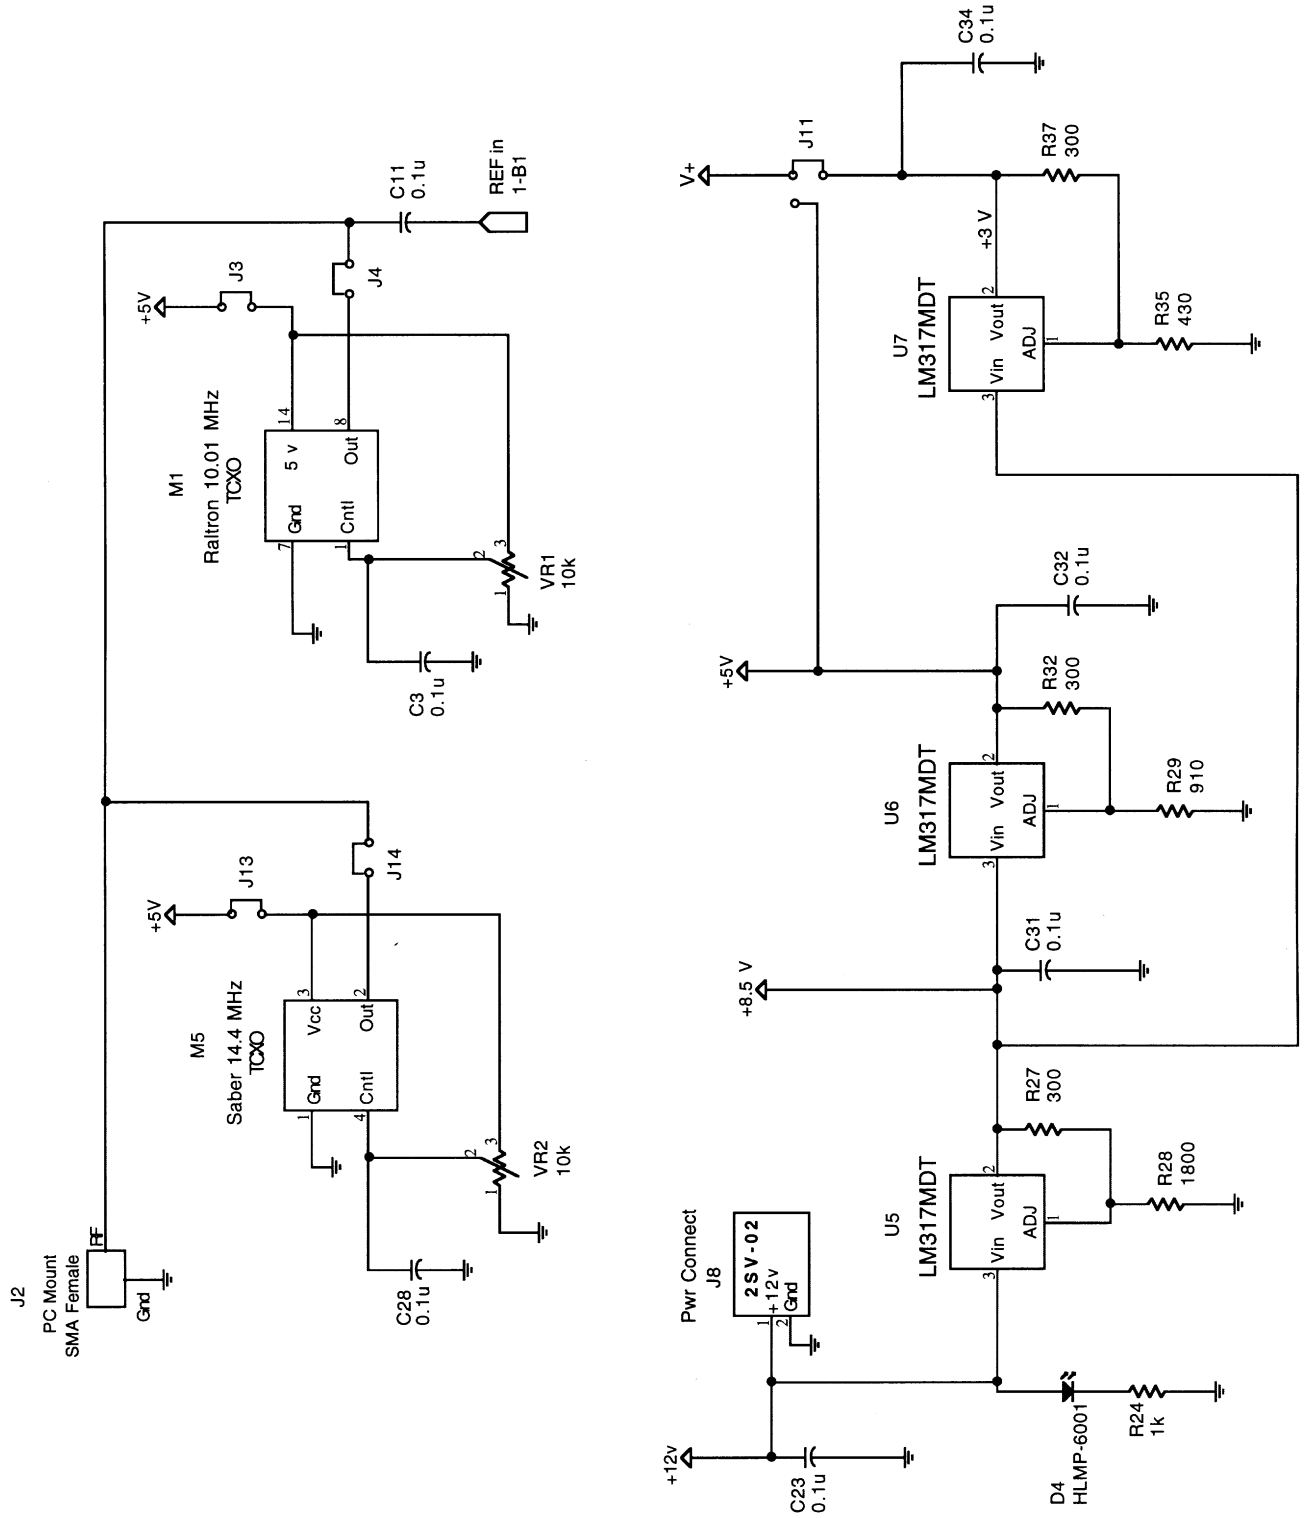 J2
PC Mount
SMA Female
RF
Gnd
M5
Saber 14.4 MHz
TCXO
+5V
J13
Gnd
Vcc
Cntl
Out
1
3
4
2
J14
C28
0.1u
1
2
3
VR2
10k
M1
Raltron 10.01 MHz
TCXO
+5V
J3
Gnd
5 v
Cntl
Out
7
14
1
8
J4
C3
0.1u
1
2
3
VR1
10k
C11
0.1u
REF in
1-B1
+12v
C23
0.1u
Pwr Connect
J8
2SV-02
+12v
Gnd
1
2
D4
HLMP-6001
R24
1k
U5
LM317MDT
Vin
Vout
ADJ
3
2
1
R27
300
R28
1800
+8.5 V
C31
0.1u
U6
LM317MDT
Vin
Vout
ADJ
3
2
1
R32
300
R29
910
+5V
C32
0.1u
U7
LM317MDT
Vin
Vout
ADJ
3
2
1
+3 V
R37
300
R35
430
V+
J11
C34
0.1u